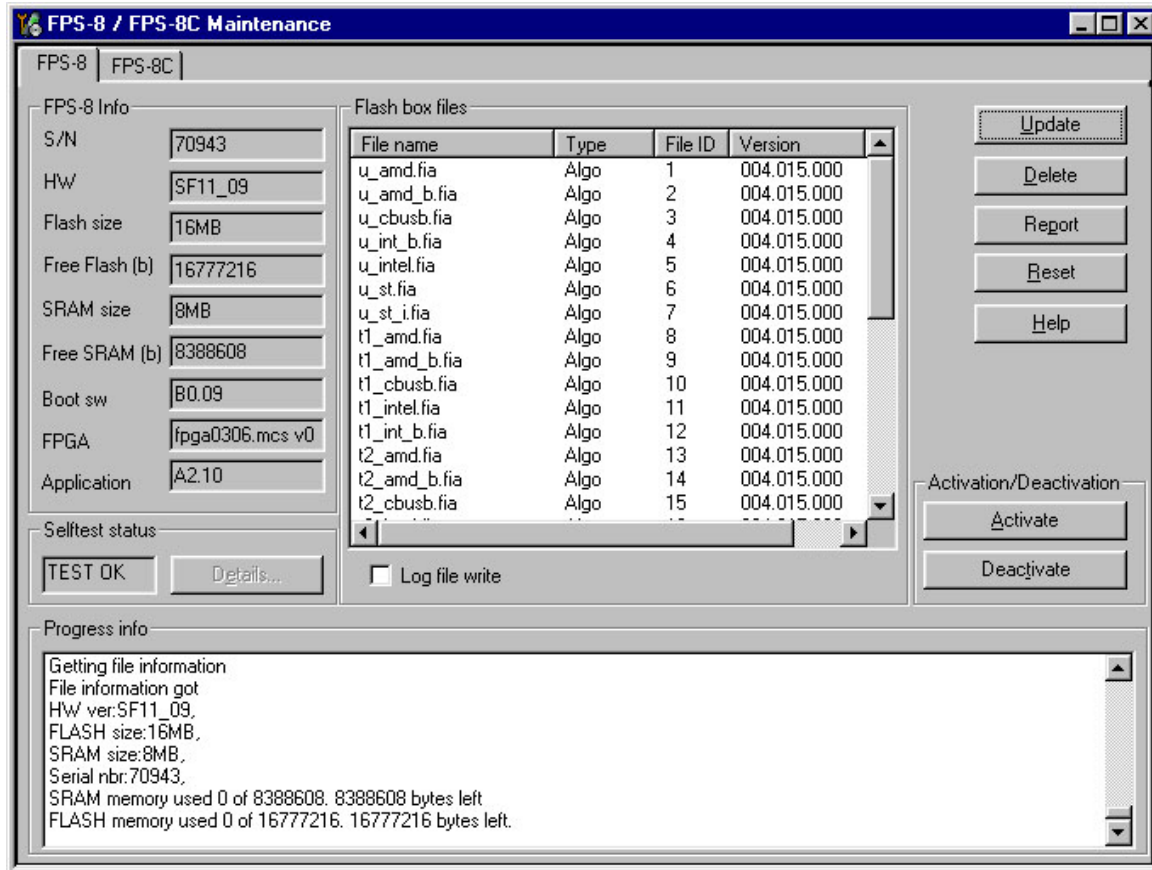 FPS-8 / FPS-8C Maintenance
FPS-8 FPS-8C
FPS-8 Info
S/N 70943
HW SF11_09
Flash size 16MB
Free Flash (b) 16777216
SRAM size 8MB
Free SRAM (b) 8388608
Boot sw B0.09
FPGA fpga0306.mcs v0
Application A2.10
Selftest status
TEST OK Details...
Flash box files
File name Type File ID Version
u_amd.fia Algo 1 004.015.000
u_amd_b.fia Algo 2 004.015.000
u_cbusb.fia Algo 3 004.015.000
u_int_b.fia Algo 4 004.015.000
u_intel.fia Algo 5 004.015.000
u_st.fia Algo 6 004.015.000
u_st_i.fia Algo 7 004.015.000
t1_amd.fia Algo 8 004.015.000
t1_amd_b.fia Algo 9 004.015.000
t1_cbusb.fia Algo 10 004.015.000
t1_intel.fia Algo 11 004.015.000
t1_int_b.fia Algo 12 004.015.000
t2_amd.fia Algo 13 004.015.000
t2_amd_b.fia Algo 14 004.015.000
t2_cbusb.fia Algo 15 004.015.000
Log file write
Update
Delete
Report
Reset
Help
Activation/Deactivation
Activate
Deactivate
Progress info
Getting file information
File information got
HW ver:SF11_09,
FLASH size:16MB,
SRAM size:8MB,
Serial nbr:70943,
SRAM memory used 0 of 8388608. 8388608 bytes left
FLASH memory used 0 of 16777216. 16777216 bytes left.